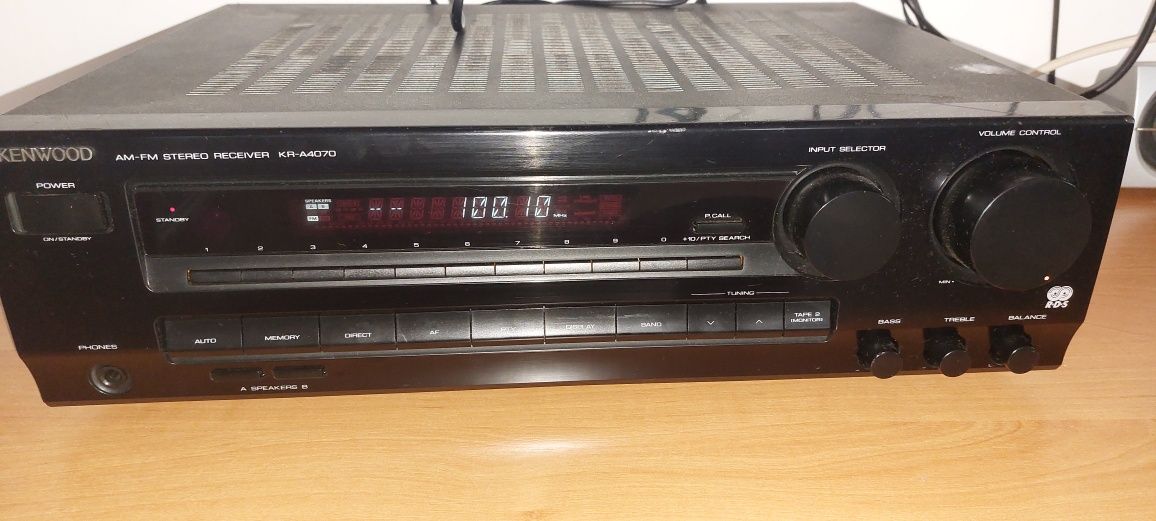 KENWOOD AM-FM STEREO RECEIVER KR-A4070
INPUT SELECTOR
VOLUME CONTROL
POWER
ON/STANDBY
STANDBY
SPEAKERS
A B
FM
-- 100.10 MHz
P.CALL
+10/PTY SEARCH
1 2 3 4 5 6 7 8 9 0
MIN
R·D·S
TUNING
AUTO MEMORY DIRECT AF PTY DISPLAY BAND TAPE 2
(MONITOR)
BASS TREBLE BALANCE
PHONES
A SPEAKERS B